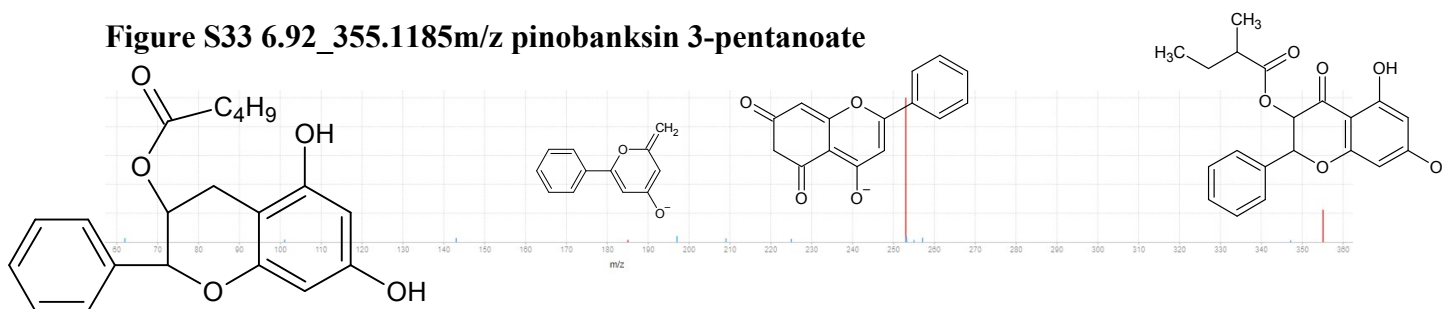 Figure S33 6.92_355.1185m/z pinobanksin 3-pentanoate
O
C₄H₉
O
OH
O
OH
CH₂
O
O⁻
O
O
O
O⁻
CH₃
H₃C
O
O
O
OH
O
O
60 70 80 90 100 110 120 130 140 150 160 170 180 190 200 210 220 230 240 250 260 270 280 290 300 310 320 330 340 350 360
m/z